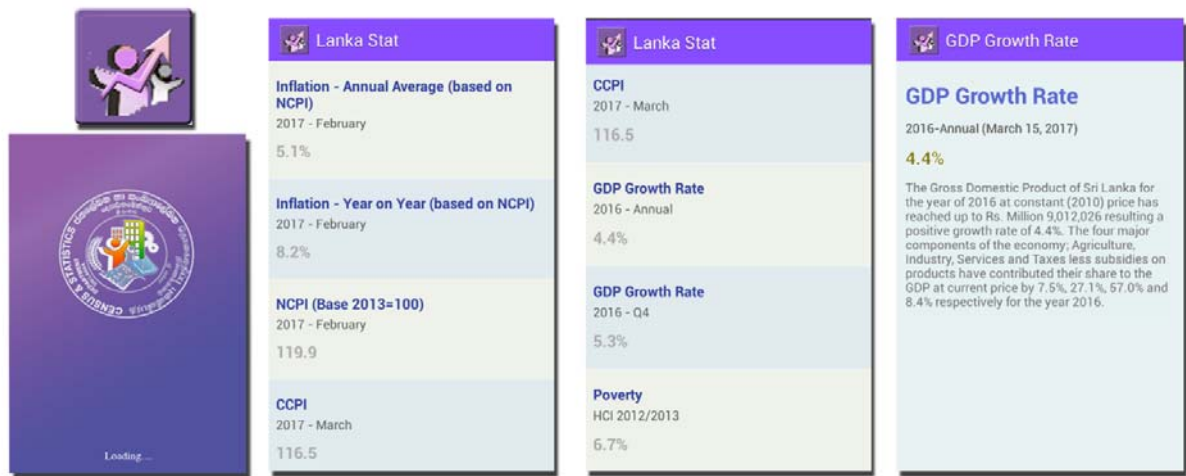 CENSUS & STATISTICS
Loading....
Lanka Stat
Inflation - Annual Average (based on
NCPI)
2017 - February
5.1%
Inflation - Year on Year (based on NCPI)
2017 - February
8.2%
NCPI (Base 2013=100)
2017 - February
119.9
CCPI
2017 - March
116.5
Lanka Stat
CCPI
2017 - March
116.5
GDP Growth Rate
2016 - Annual
4.4%
GDP Growth Rate
2016 - Q4
5.3%
Poverty
HCI 2012/2013
6.7%
GDP Growth Rate
GDP Growth Rate
2016-Annual (March 15, 2017)
4.4%
The Gross Domestic Product of Sri Lanka for
the year of 2016 at constant (2010) price has
reached up to Rs. Million 9,012,026 resulting a
positive growth rate of 4.4%. The four major
components of the economy; Agriculture,
Industry, Services and Taxes less subsidies on
products have contributed their share to the
GDP at current price by 7.5%, 27.1%, 57.0% and
8.4% respectively for the year 2016.